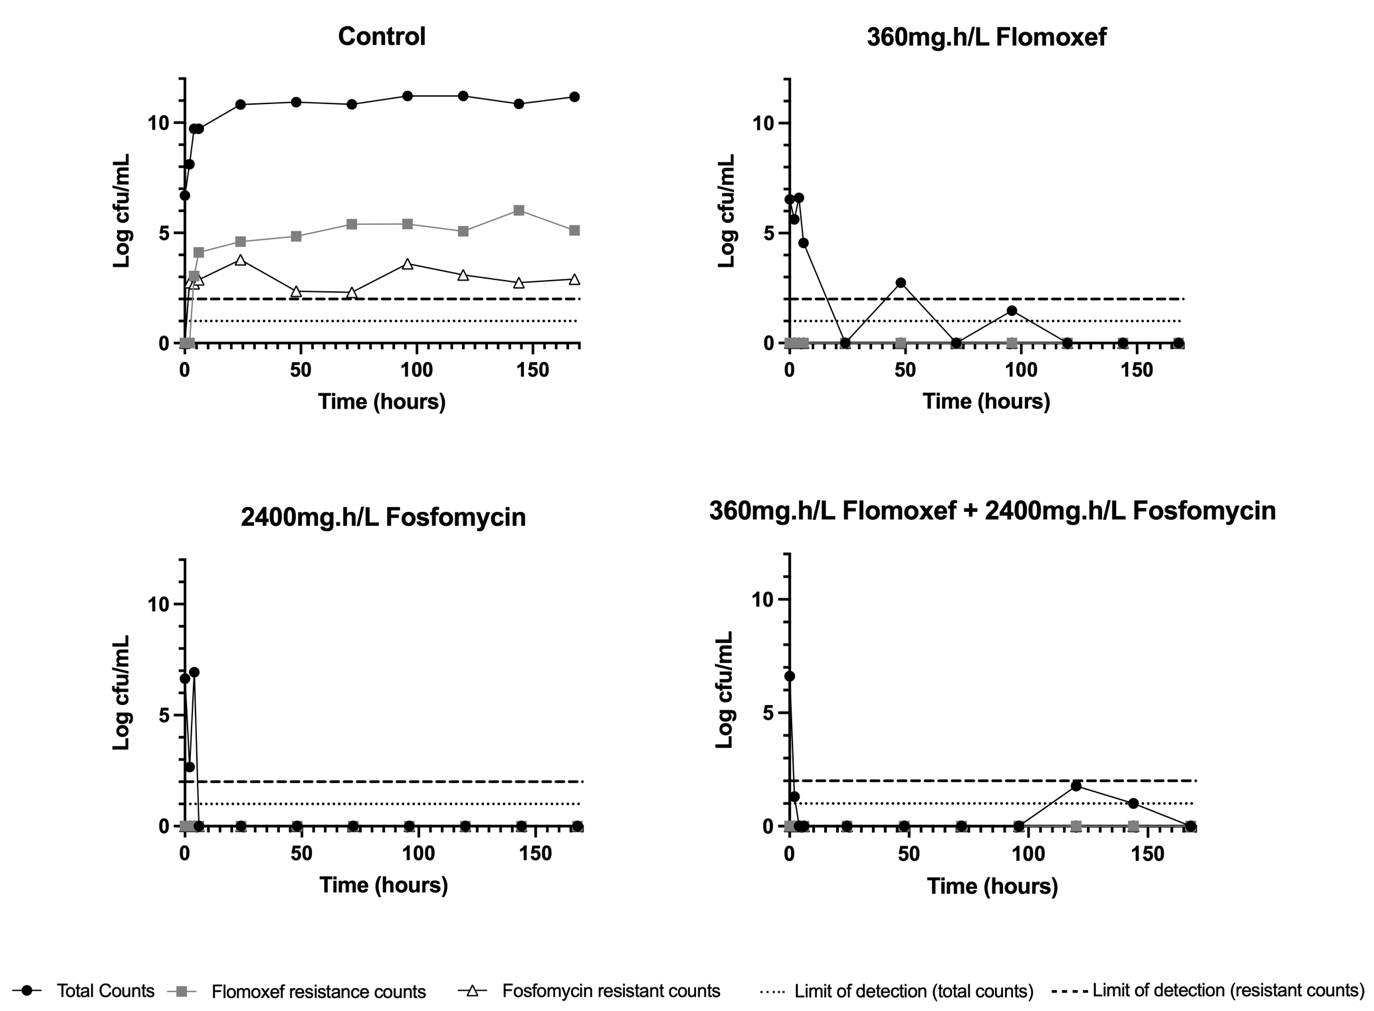 Control
10
5
0
Log cfu/mL
0 50 100 150
Time (hours)
360mg.h/L Flomoxef
10
5
0
Log cfu/mL
0 50 100 150
Time (hours)
2400mg.h/L Fosfomycin
10
5
0
Log cfu/mL
0 50 100 150
Time (hours)
360mg.h/L Flomoxef + 2400mg.h/L Fosfomycin
10
5
0
Log cfu/mL
0 50 100 150
Time (hours)
Total Counts Flomoxef resistance counts Fosfomycin resistant counts Limit of detection (total counts) Limit of detection (resistant counts)